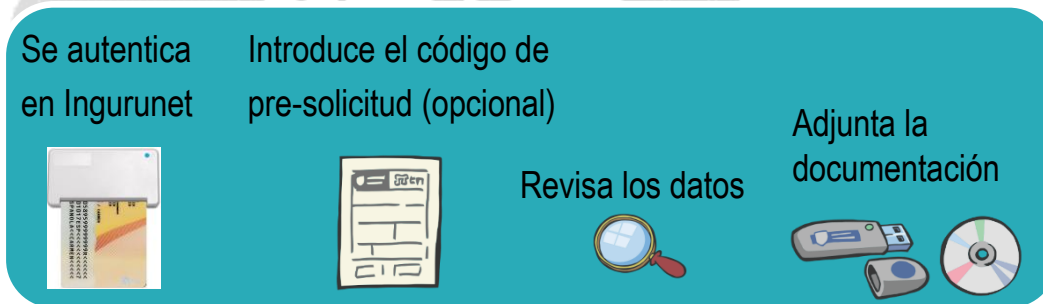 Se autentica
en Ingurunet
Introduce el código de
pre-solicitud (opcional)
Revisa los datos
Adjunta la
documentación